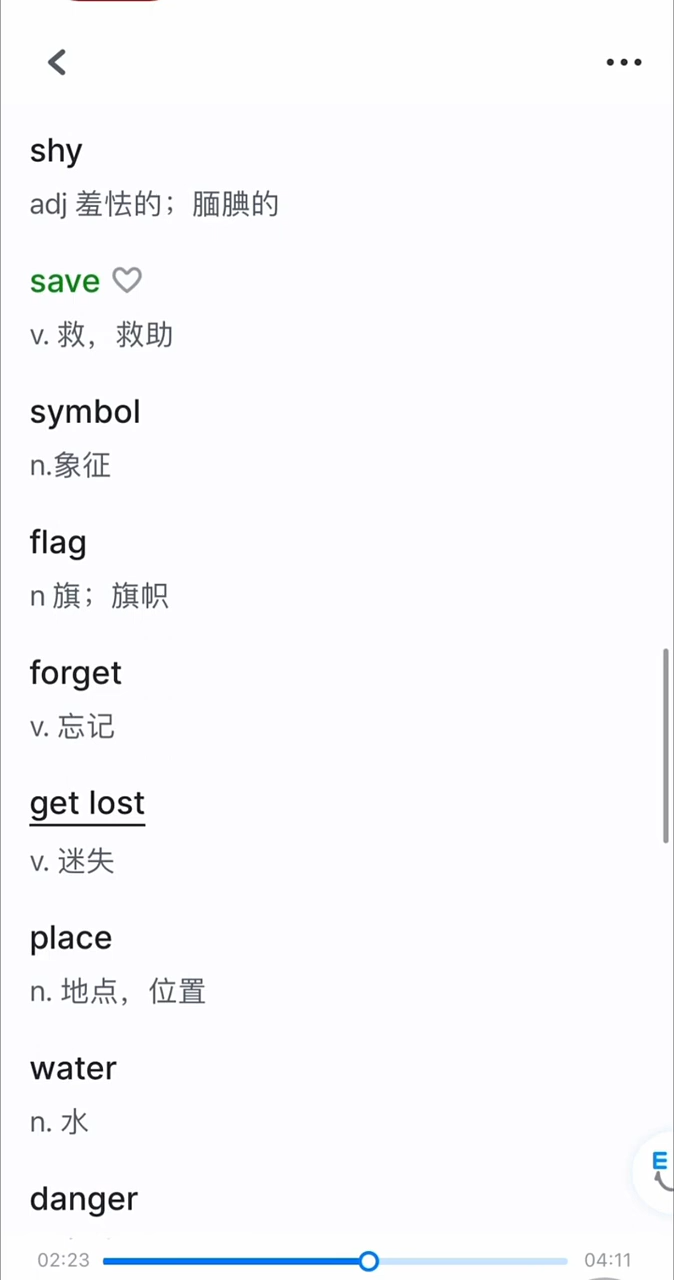 shy
adj 羞怯的；腼腆的
save
v. 救，救助
symbol
n.象征
flag
n 旗；旗帜
forget
v. 忘记
get lost
v. 迷失
place
n. 地点，位置
water
n. 水
danger
02:23 04:11
E